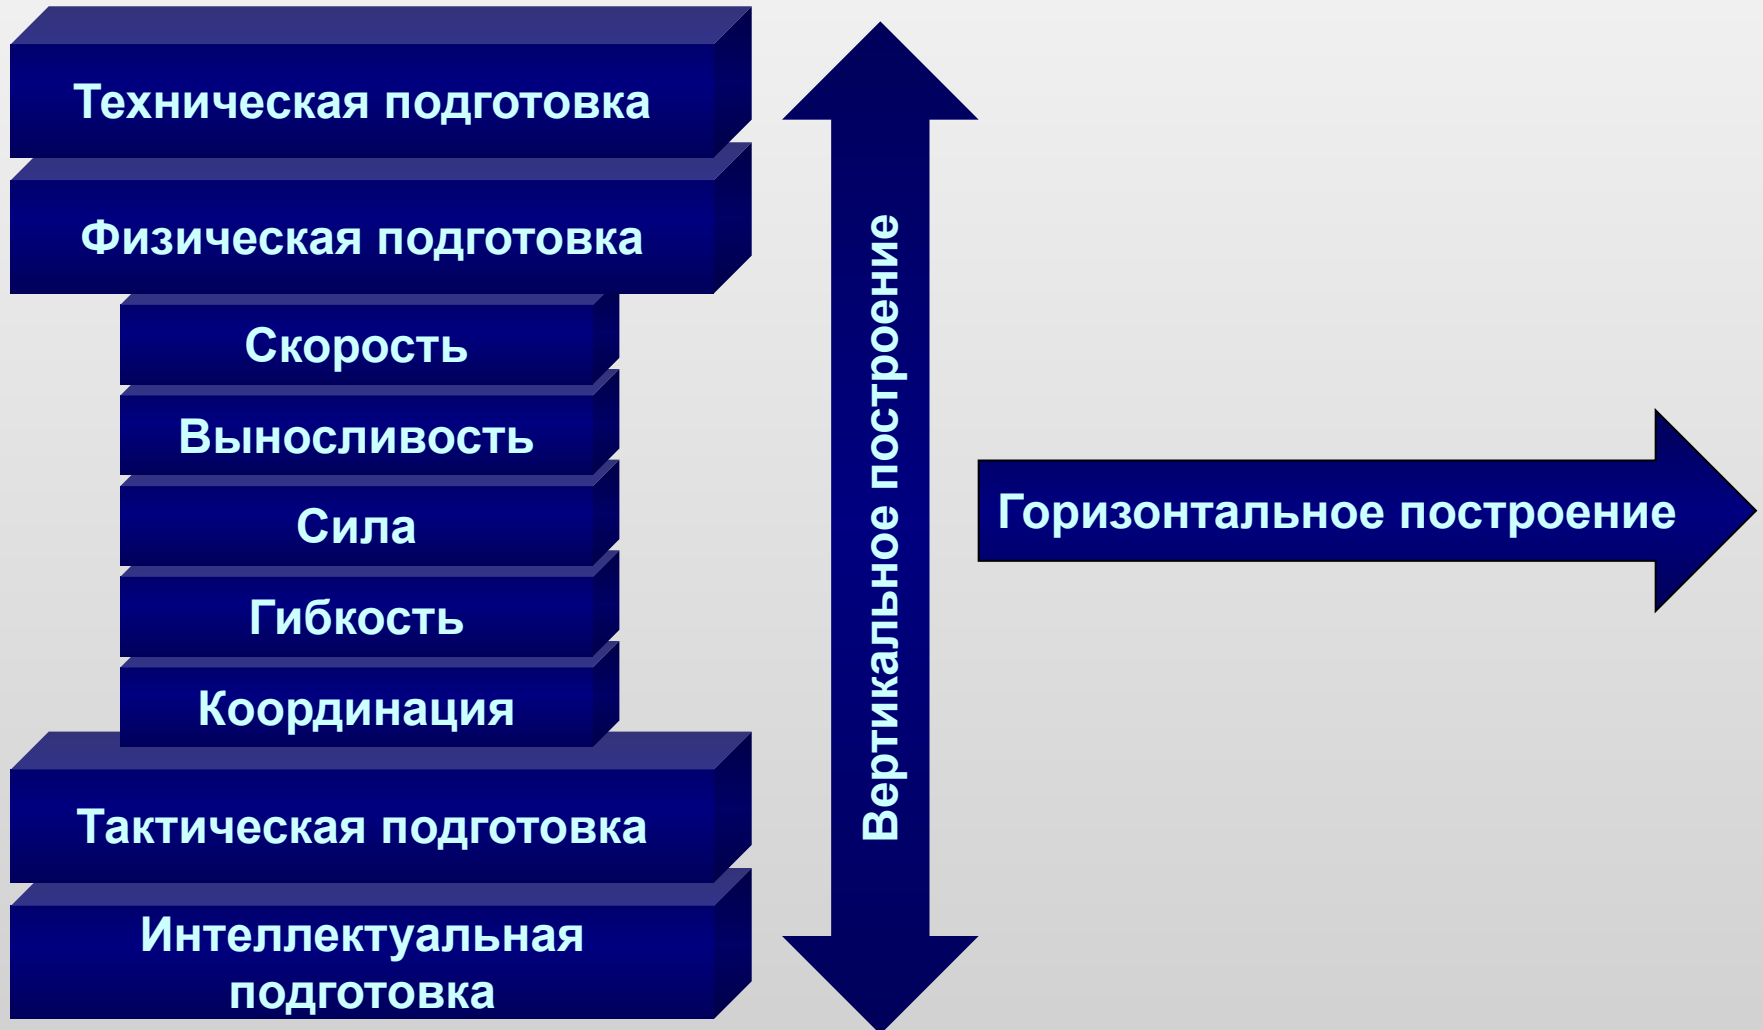 Техническая подготовка
Физическая подготовка
Скорость
Выносливость
Сила
Гибкость
Координация
Тактическая подготовка
Интеллектуальная
подготовка
Вертикальное построение
Горизонтальное построение